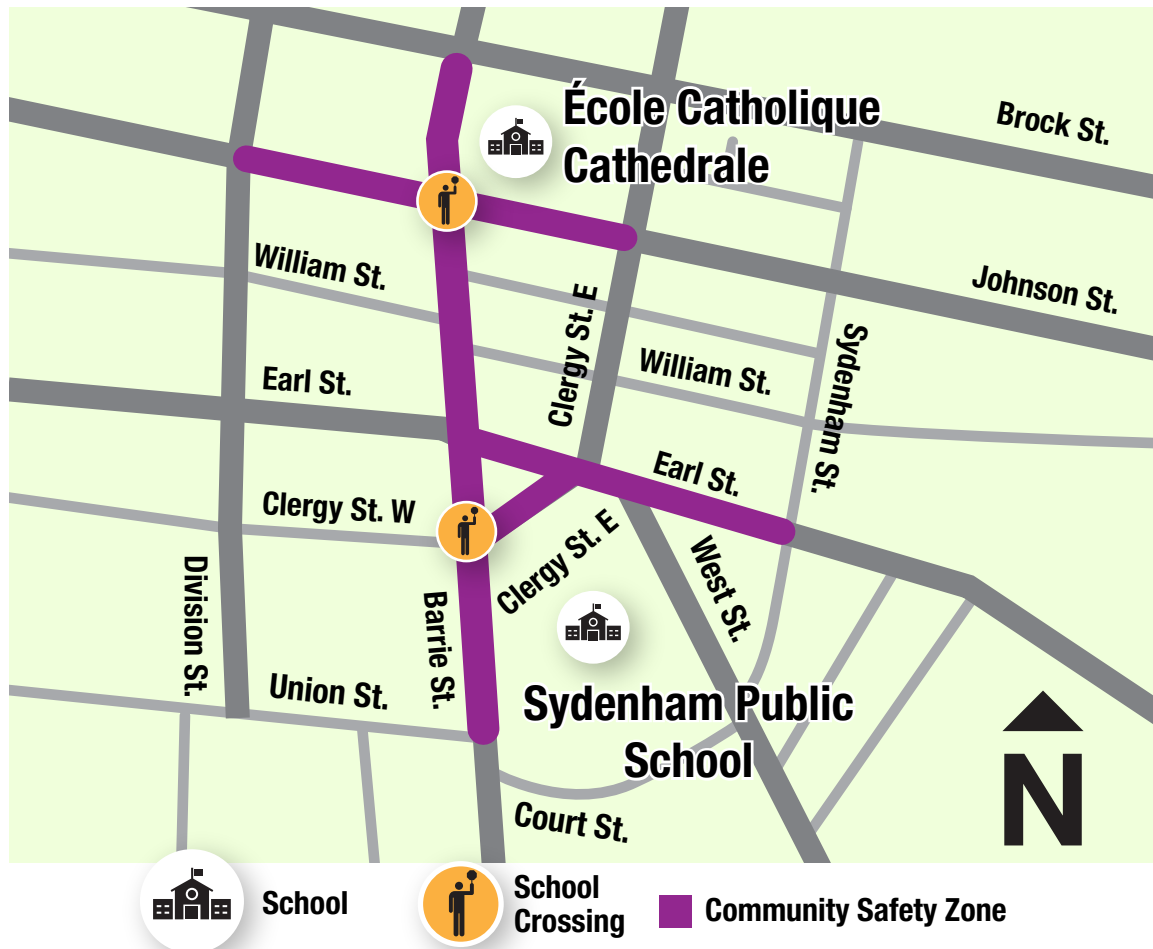 École Catholique
Cathedrale
Brock St.
Johnson St.
William St.
Clergy St. E
William St.
Sydenham St.
Earl St.
Earl St.
Clergy St. W
Clergy St. E
West St.
Division St.
Barrie St.
Union St.
Sydenham Public
School
Court St.
N
School
School
Crossing
Community Safety Zone